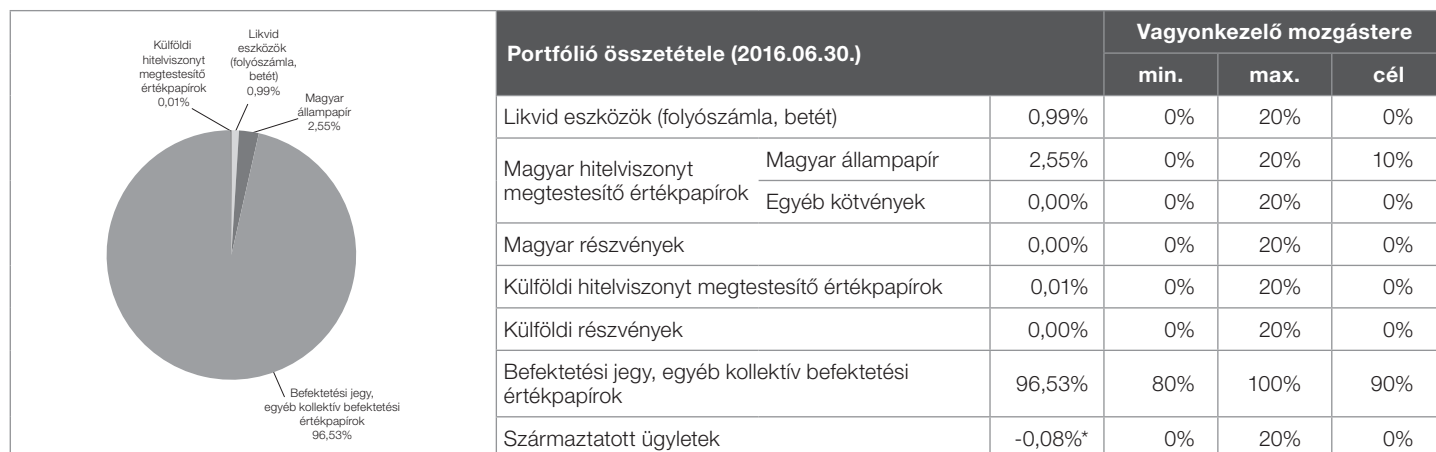 Külföldi
hitelviszonyt
megtestesítő
értékpapírok
0,01%
Likvid
eszközök
(folyószámla,
betét)
0,99%
Magyar
állampapír
2,55%
Befektetési jegy,
egyéb kollektív befektetési
értékpapírok
96,53%
Portfólió összetétele (2016.06.30.) Vagyonkezelő mozgástere
min. max. cél
Likvid eszközök (folyószámla, betét) 0,99% 0% 20% 0%
Magyar hitelviszonyt
megtestesítő értékpapírok
Magyar állampapír 2,55% 0% 20% 10%
Egyéb kötvények 0,00% 0% 20% 0%
Magyar részvények 0,00% 0% 20% 0%
Külföldi hitelviszonyt megtestesítő értékpapírok 0,01% 0% 20% 0%
Külföldi részvények 0,00% 0% 20% 0%
Befektetési jegy, egyéb kollektív befektetési
értékpapírok 96,53% 80% 100% 90%
Származtatott ügyletek -0,08%* 0% 20% 0%